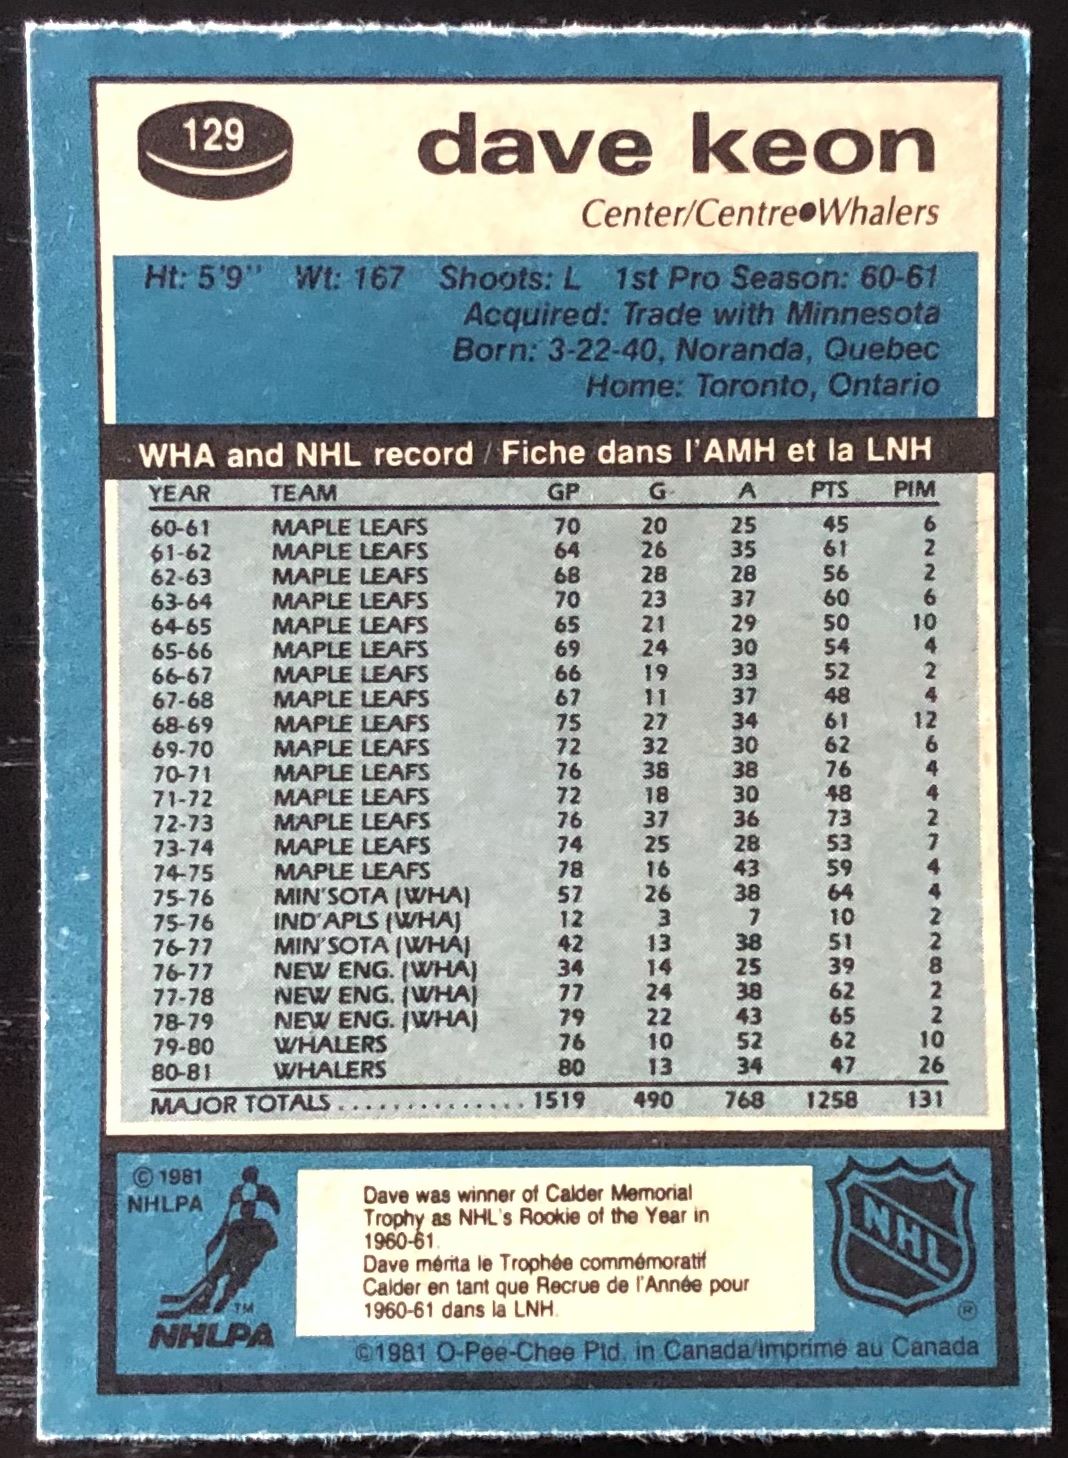 129
dave keon
Center/Centre●Whalers
Ht: 5'9" Wt: 167 Shoots: L 1st Pro Season: 60-61
Acquired: Trade with Minnesota
Born: 3-22-40, Noranda, Quebec
Home: Toronto, Ontario
WHA and NHL record / Fiche dans l'AMH et la LNH
YEAR TEAM GP G A PTS PIM
60-61 MAPLE LEAFS 70 20 25 45 6
61-62 MAPLE LEAFS 64 26 35 61 2
62-63 MAPLE LEAFS 68 28 28 56 2
63-64 MAPLE LEAFS 70 23 37 60 6
64-65 MAPLE LEAFS 65 21 29 50 10
65-66 MAPLE LEAFS 69 24 30 54 4
66-67 MAPLE LEAFS 66 19 33 52 2
67-68 MAPLE LEAFS 67 11 37 48 4
68-69 MAPLE LEAFS 75 27 34 61 12
69-70 MAPLE LEAFS 72 32 30 62 6
70-71 MAPLE LEAFS 76 38 38 76 4
71-72 MAPLE LEAFS 72 18 30 48 4
72-73 MAPLE LEAFS 76 37 36 73 2
73-74 MAPLE LEAFS 74 25 28 53 7
74-75 MAPLE LEAFS 78 16 43 59 4
75-76 MIN'SOTA (WHA) 57 26 38 64 4
75-76 IND'APLS (WHA) 12 3 7 10 2
76-77 MIN'SOTA (WHA) 42 13 38 51 2
76-77 NEW ENG. (WHA) 34 14 25 39 8
77-78 NEW ENG. (WHA) 77 24 38 62 2
78-79 NEW ENG. (WHA) 79 22 43 65 2
79-80 WHALERS 76 10 52 62 10
80-81 WHALERS 80 13 34 47 26
MAJOR TOTALS.............. 1519 490 768 1258 131
© 1981
NHLPA
TM
NHLPA
Dave was winner of Calder Memorial
Trophy as NHL's Rookie of the Year in
1960-61.
Dave mérita le Trophée commémoratif
Calder en tant que Recrue de l'Année pour
1960-61 dans la LNH.
NHL
®
©1981 O-Pee-Chee Ptd. in Canada/Imprimé au Canada